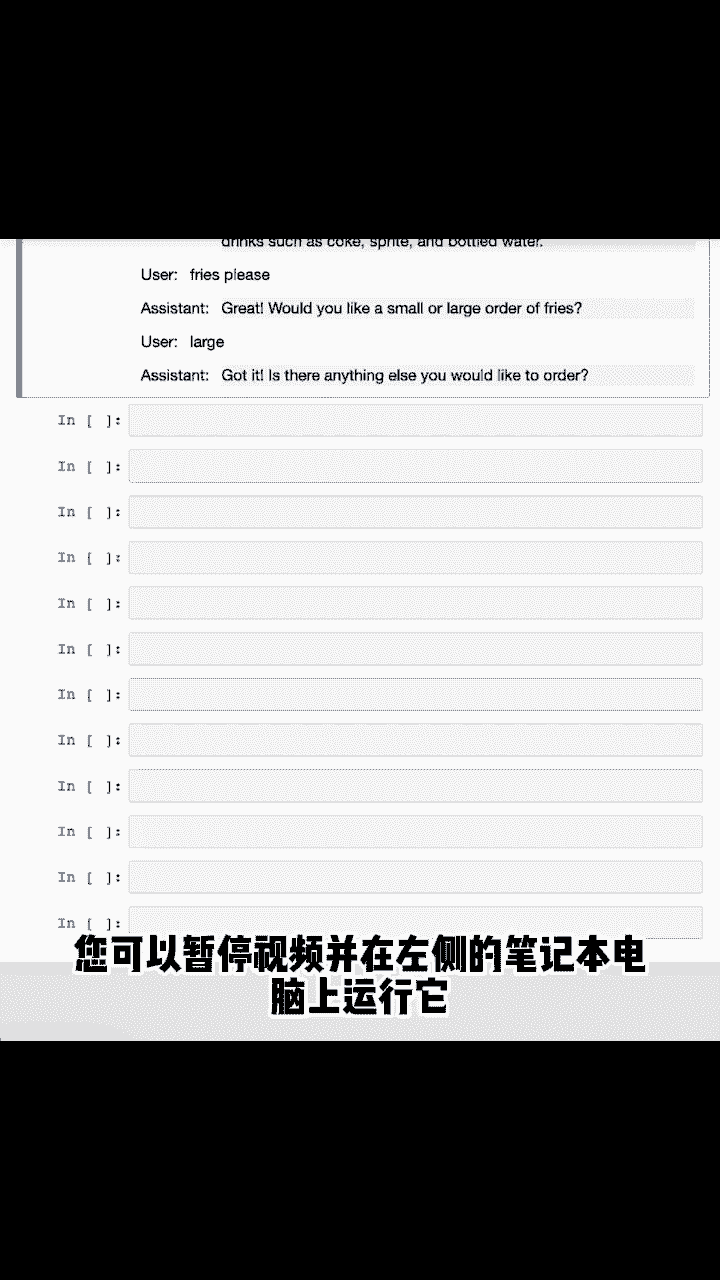 drinks such as coke, sprite, and bottled water.
User: fries please
Assistant: Great! Would you like a small or large order of fries?
User: large
Assistant: Got it! Is there anything else you would like to order?
In [ ]:
In [ ]:
In [ ]:
In [ ]:
In [ ]:
In [ ]:
In [ ]:
In [ ]:
In [ ]:
In [ ]:
In [ ]:
In [ ]:
您可以暂停视频并在左侧的笔记本电
脑上运行它